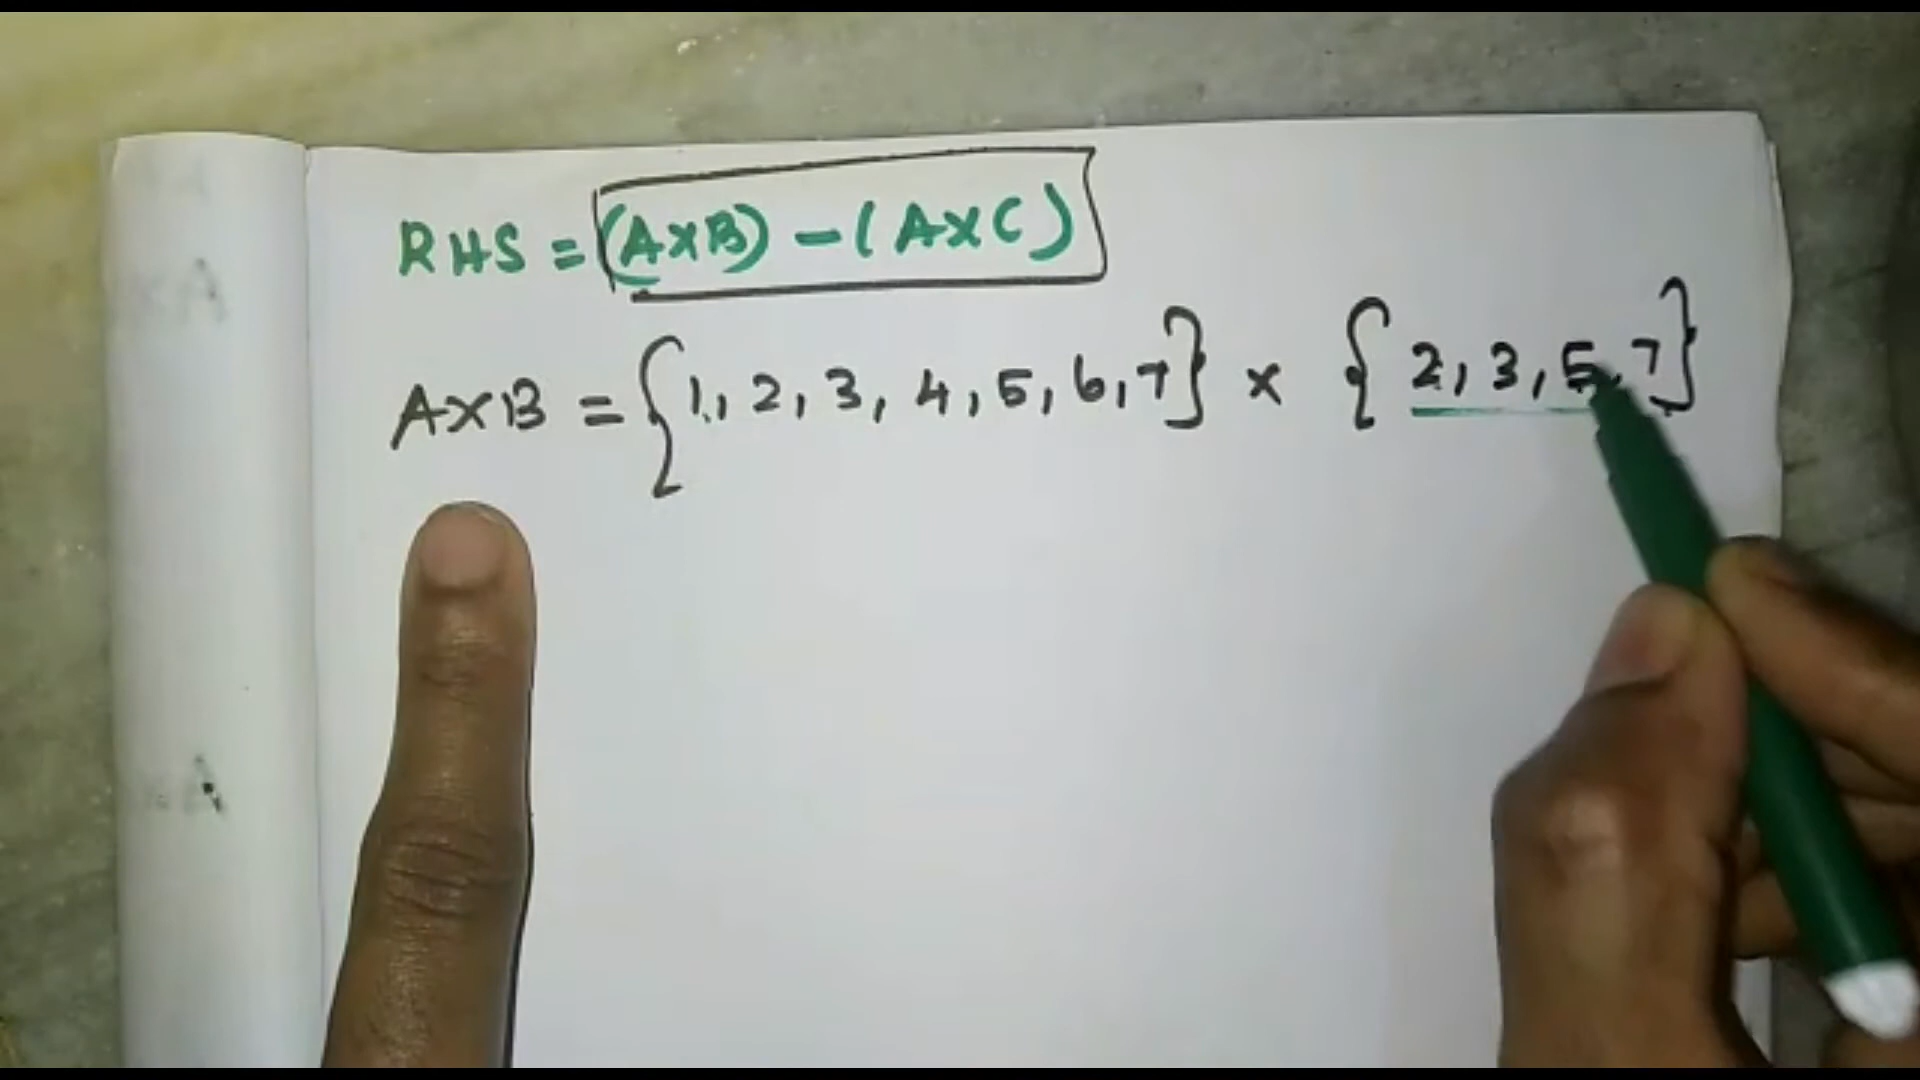 RHS = (A×B) - (A×C)
A×B = {1, 2, 3, 4, 5, 6, 7} × {2, 3, 5, 7}